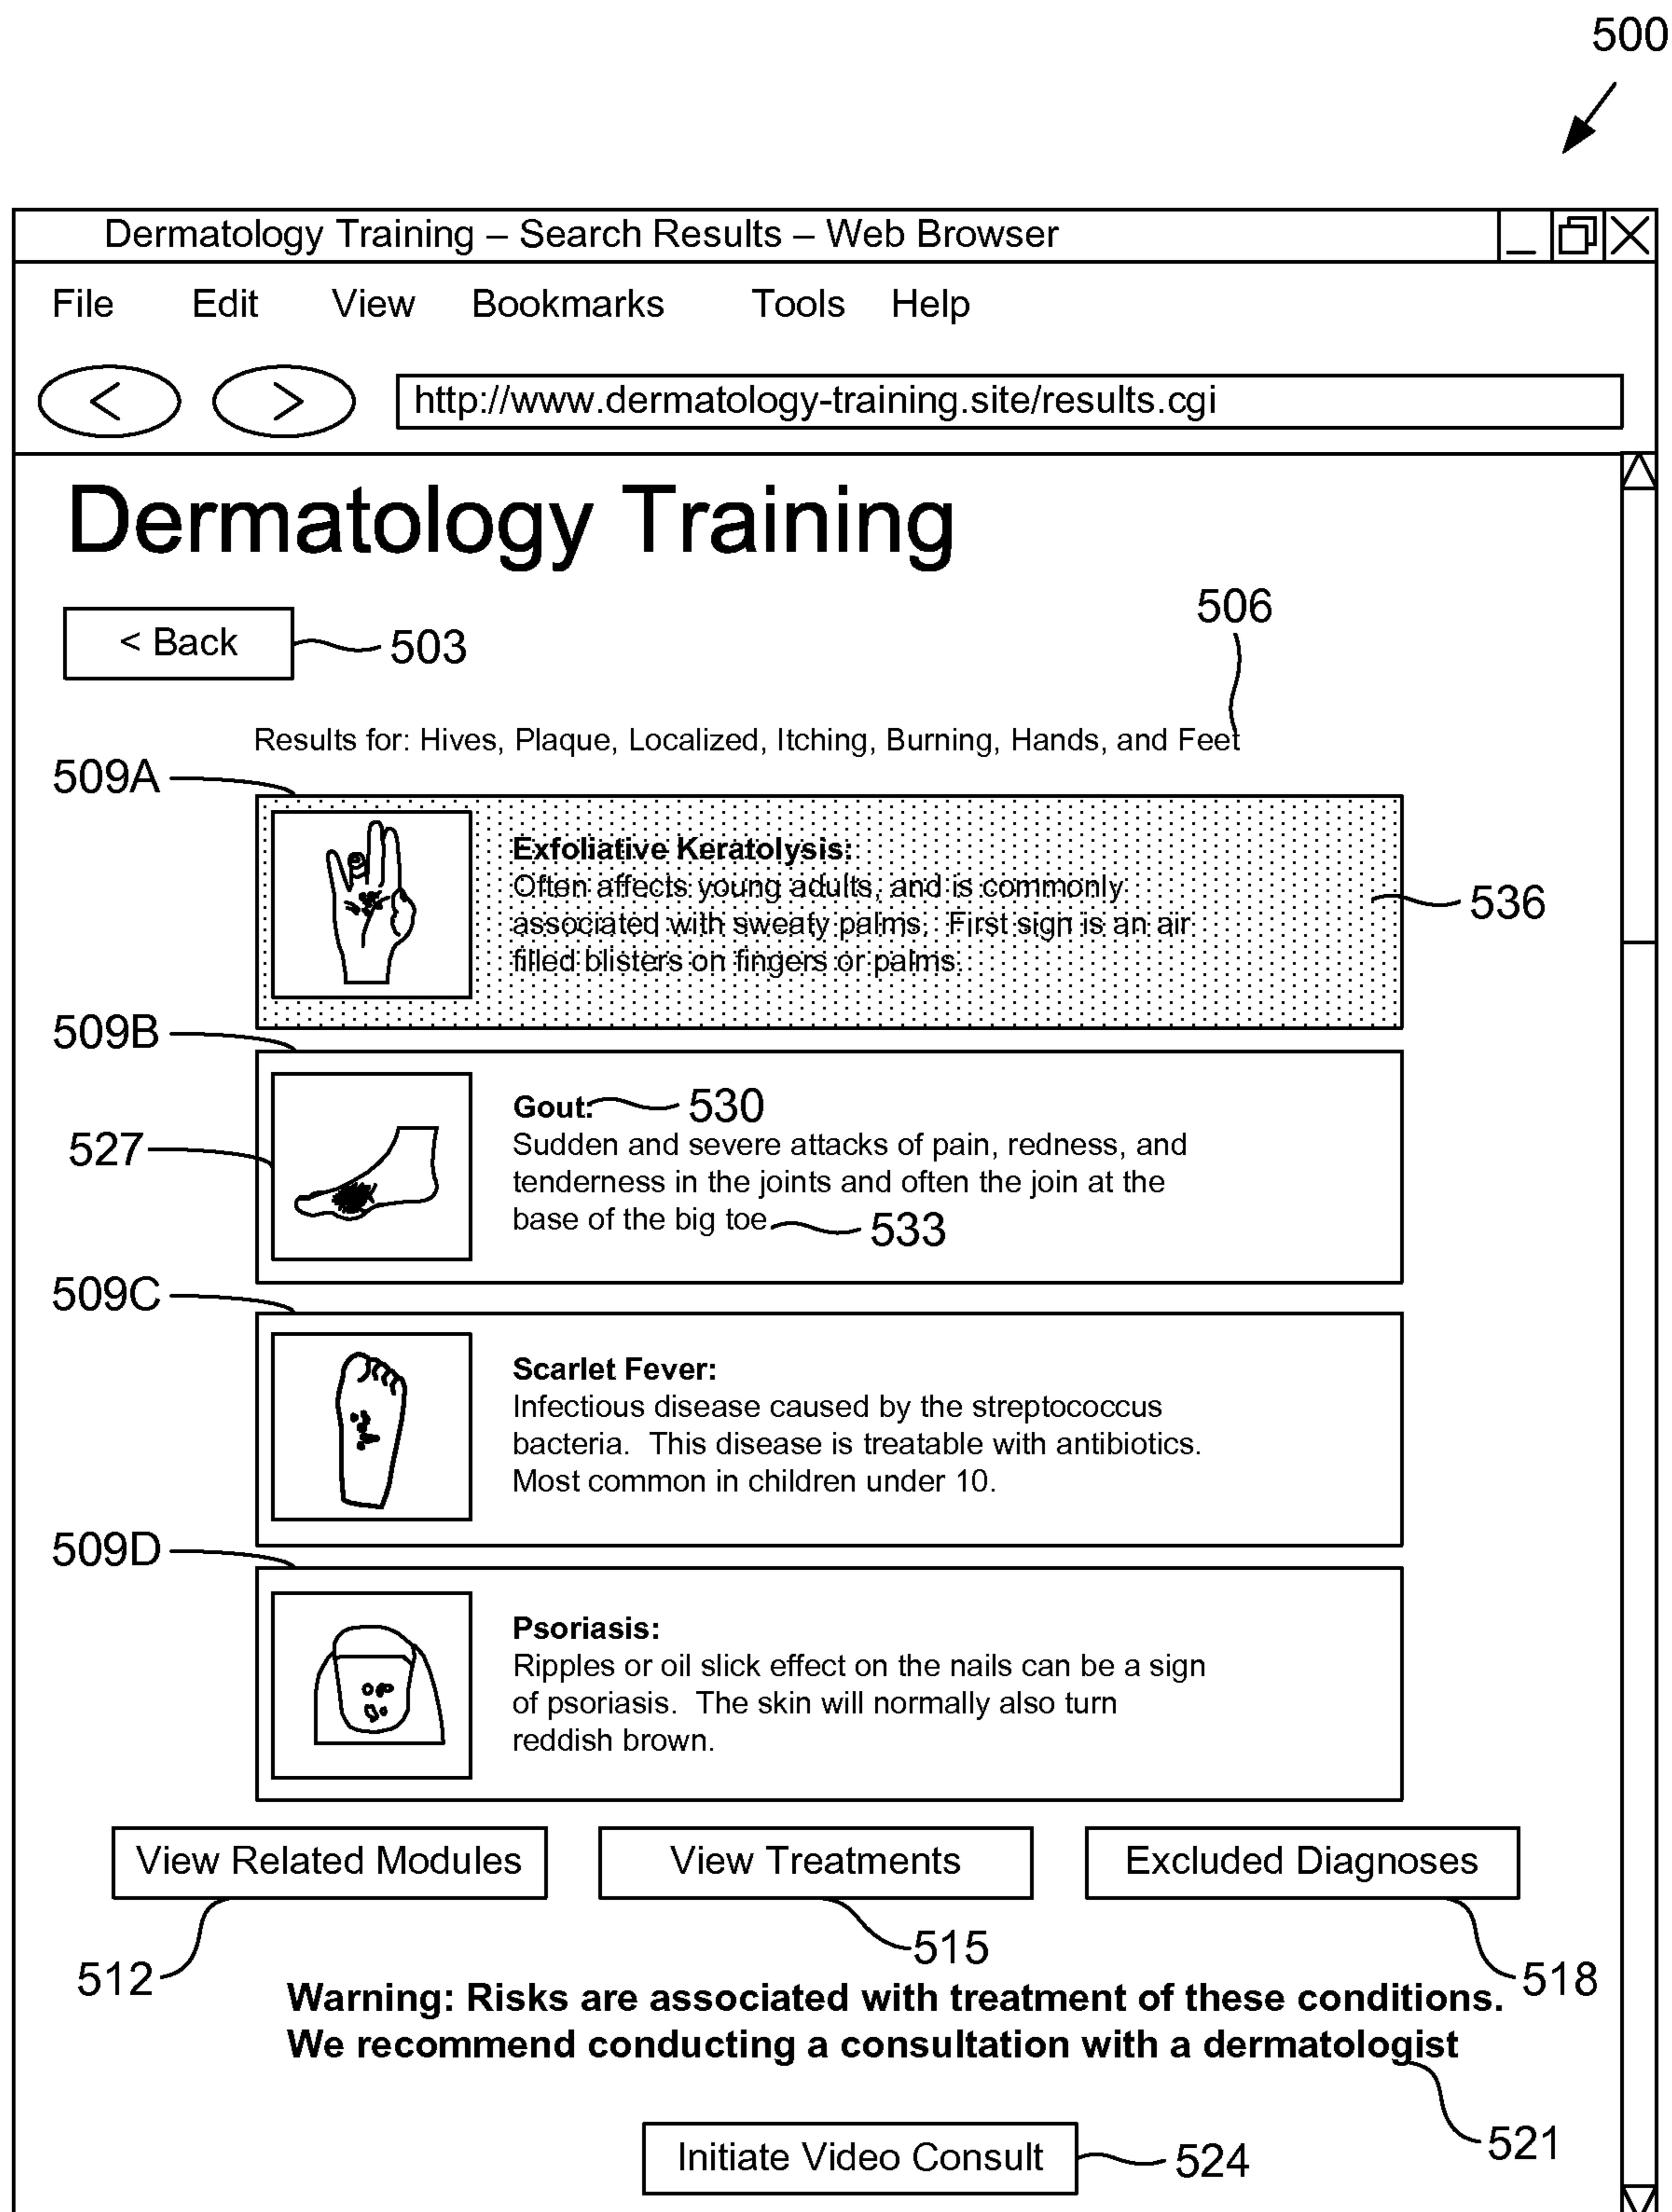 500
Dermatology Training – Search Results – Web Browser
File Edit View Bookmarks Tools Help
< > http://www.dermatology-training.site/results.cgi
Dermatology Training
506
< Back 503
Results for: Hives, Plaque, Localized, Itching, Burning, Hands, and Feet
509A
Exfoliative Keratolysis:
Often affects young adults, and is commonly
associated with sweaty palms. First sign is an air
filled blisters on fingers or palms.
536
509B
Gout: 530
Sudden and severe attacks of pain, redness, and
527
tenderness in the joints and often the join at the
base of the big toe 533
509C
Scarlet Fever:
Infectious disease caused by the streptococcus
bacteria. This disease is treatable with antibiotics.
Most common in children under 10.
509D
Psoriasis:
Ripples or oil slick effect on the nails can be a sign
of psoriasis. The skin will normally also turn
reddish brown.
View Related Modules View Treatments Excluded Diagnoses
512 515 518
Warning: Risks are associated with treatment of these conditions.
We recommend conducting a consultation with a dermatologist
521
Initiate Video Consult 524